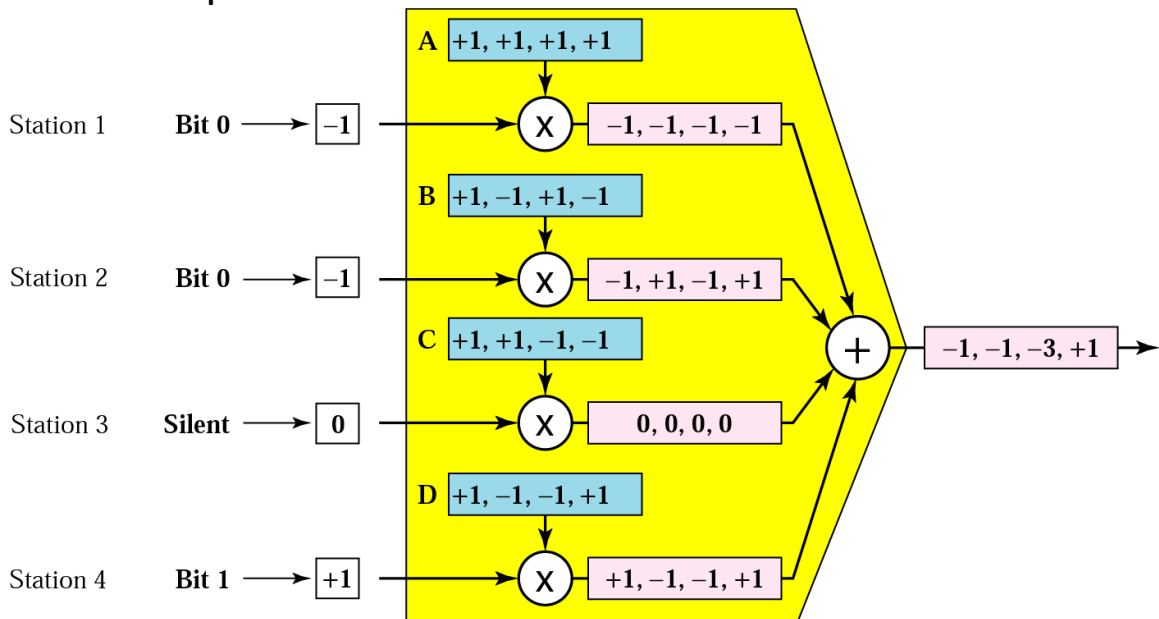 A +1, +1, +1, +1
Station 1 Bit 0 –1 X –1, –1, –1, –1
B +1, –1, +1, –1
Station 2 Bit 0 –1 X –1, +1, –1, +1
C +1, +1, –1, –1
+ –1, –1, –3, +1
Station 3 Silent 0 X 0, 0, 0, 0
D +1, –1, –1, +1
Station 4 Bit 1 +1 X +1, –1, –1, +1